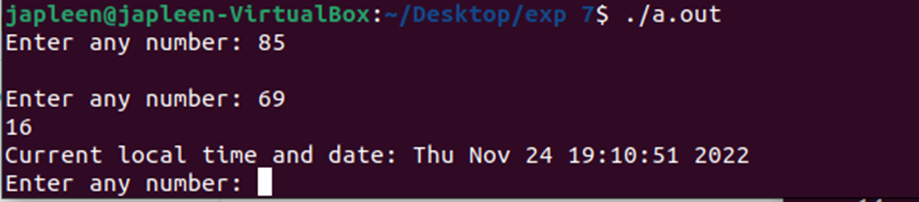 japleen@japleen-VirtualBox:~/Desktop/exp 7$ ./a.out
Enter any number: 85
Enter any number: 69
16
Current local time and date: Thu Nov 24 19:10:51 2022
Enter any number: